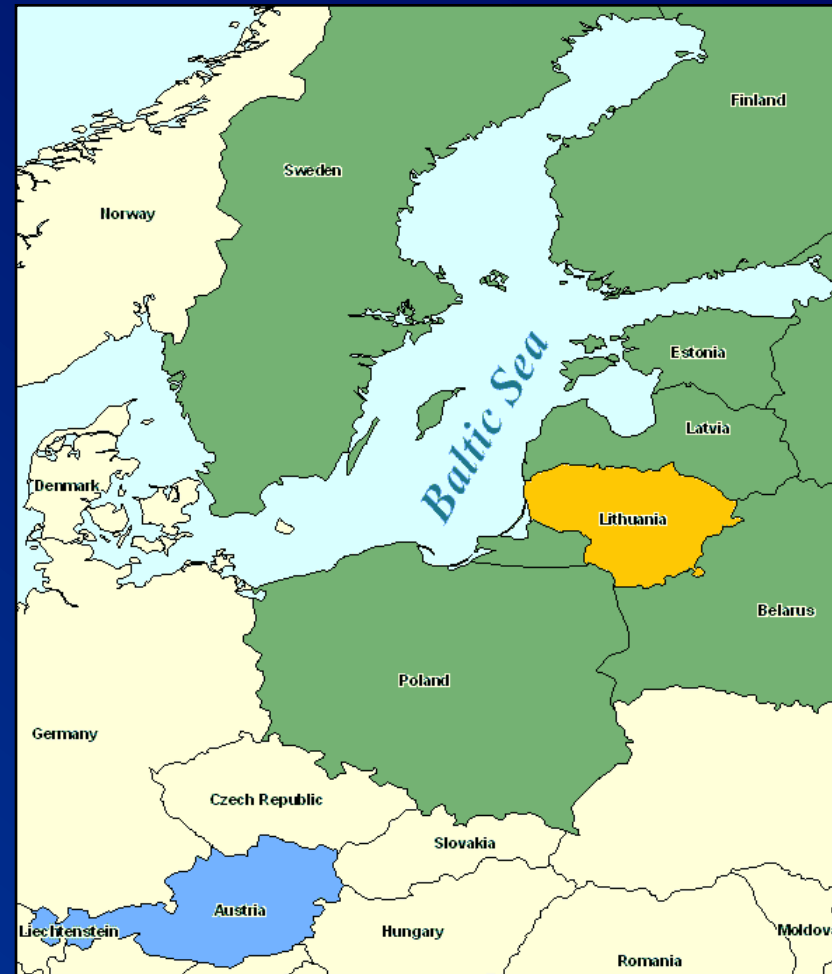 Finland
Sweden
Norway
Baltic Sea
Estonia
Latvia
Denmark
Lithuania
Belarus
Poland
Germany
Czech Republic
Slovakia
Austria
Liechtenstein
Hungary
Moldova
Romania